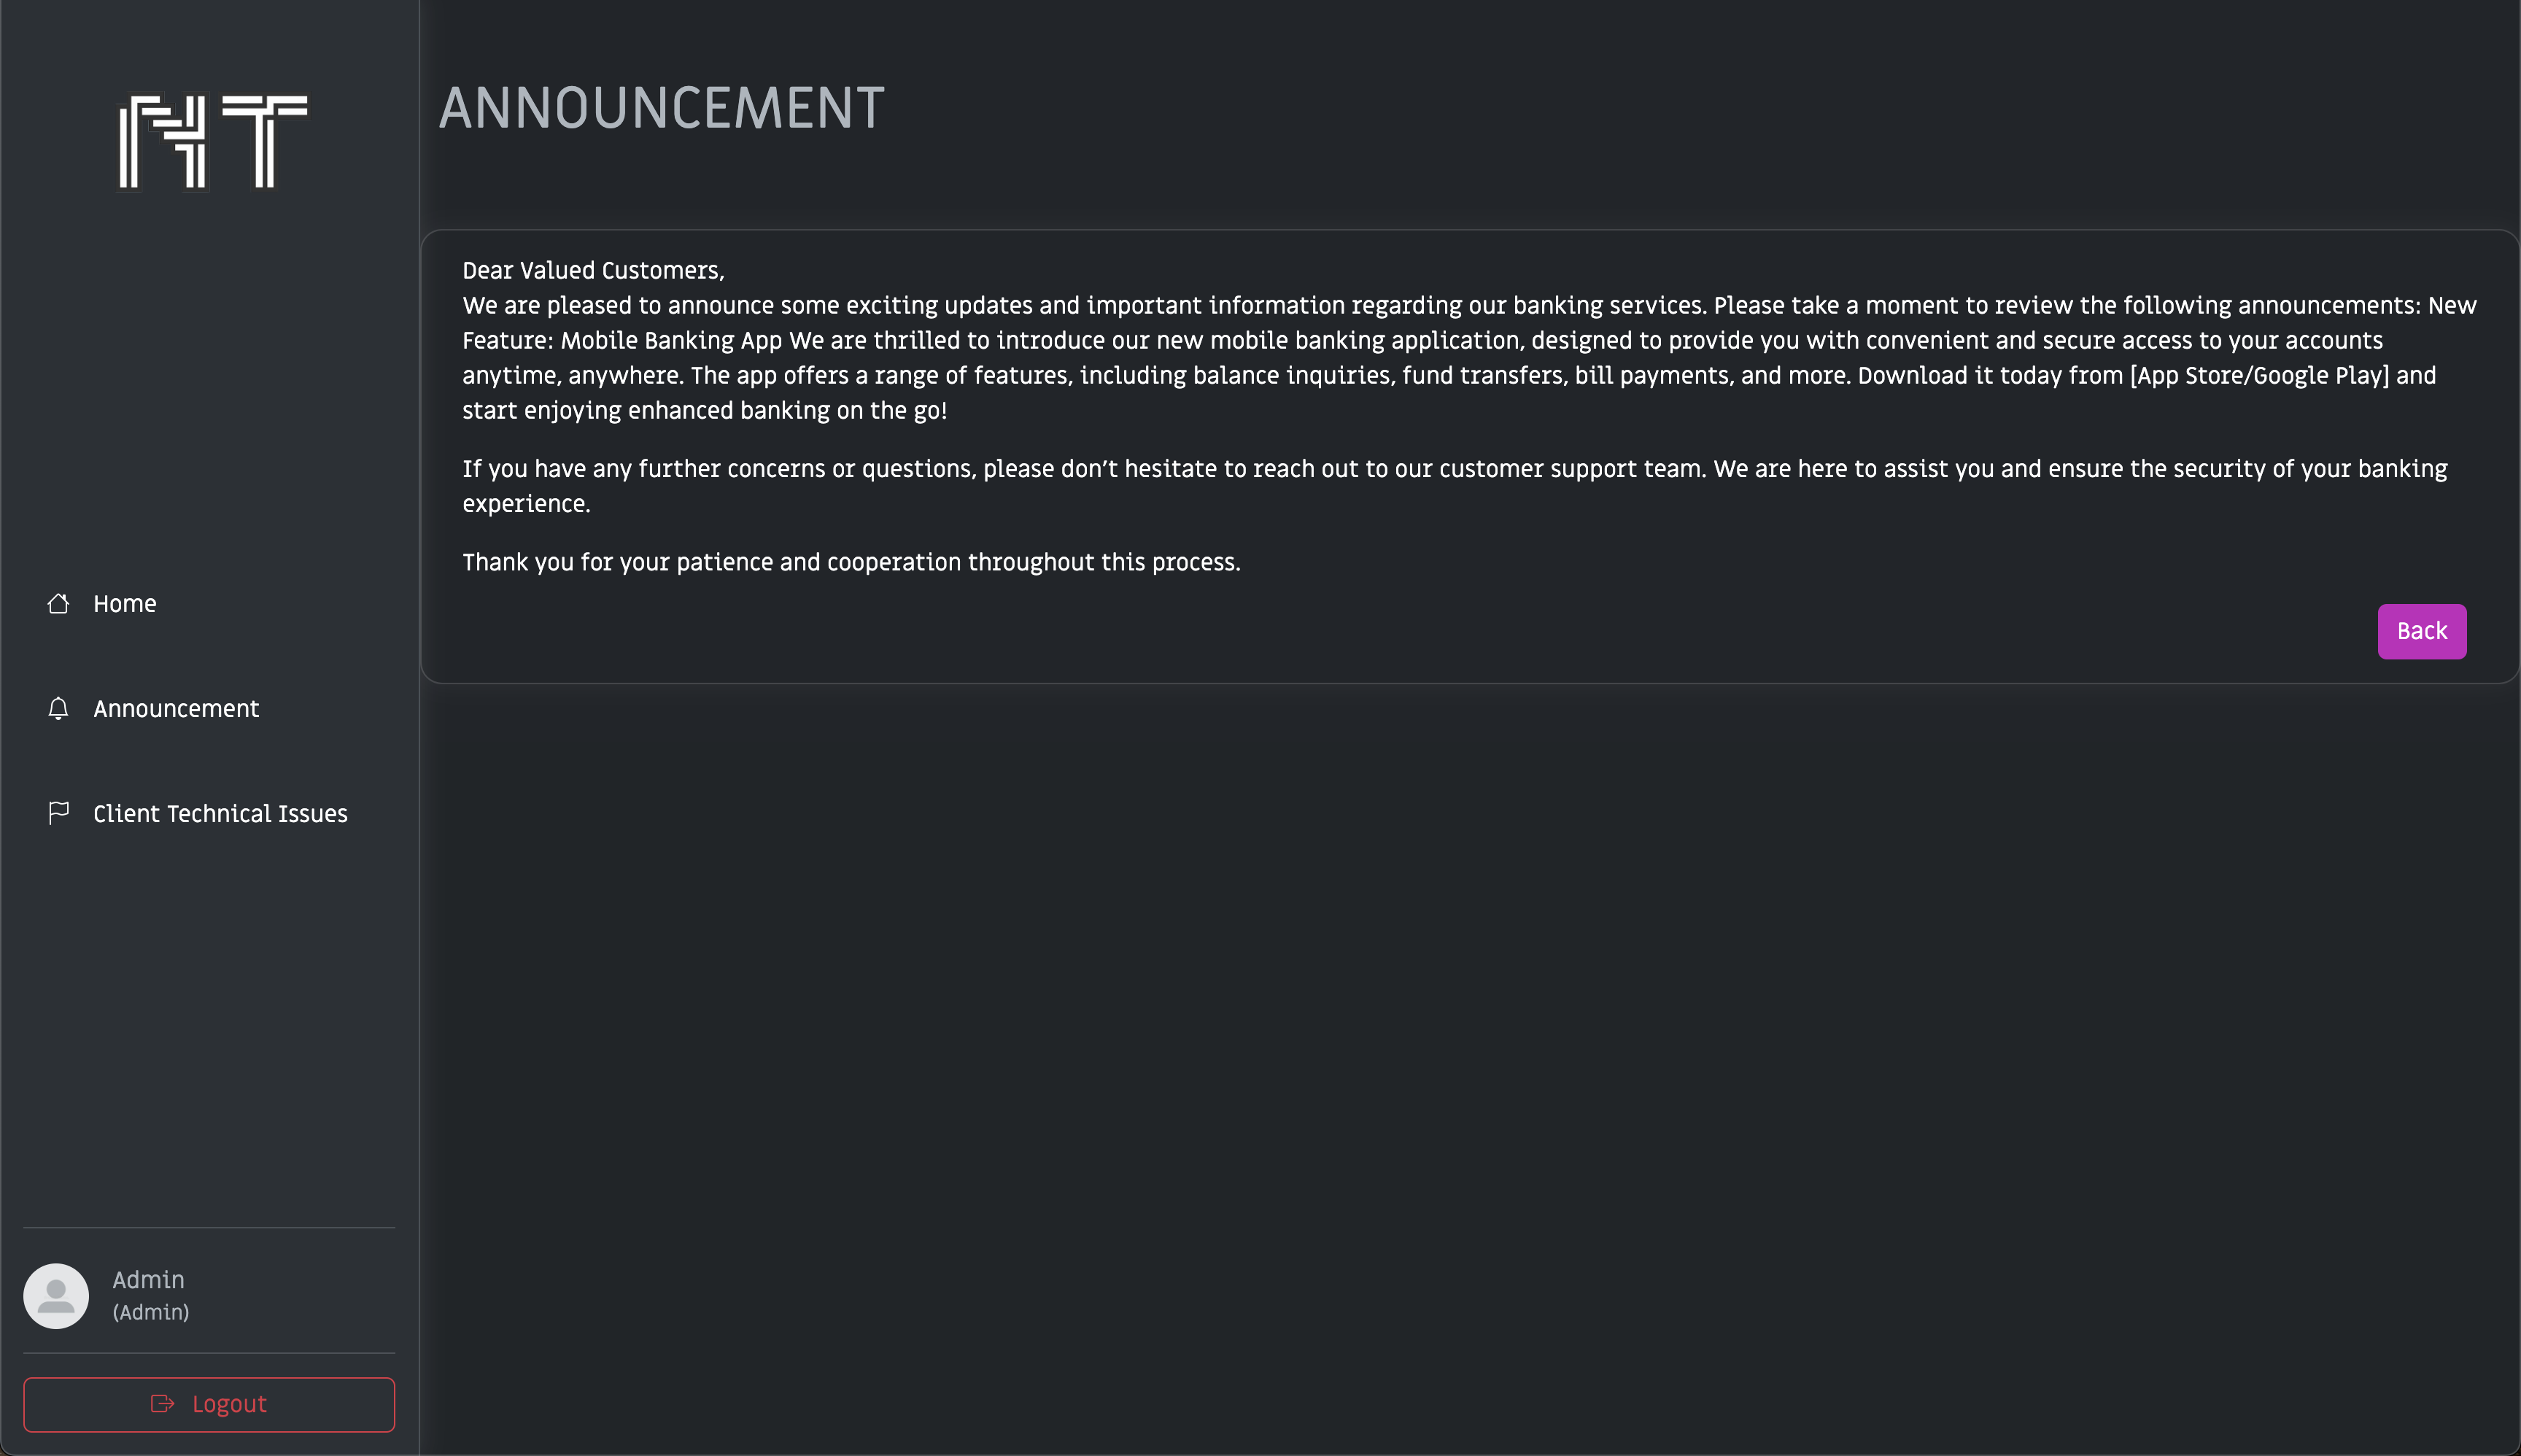 NT
ANNOUNCEMENT
Dear Valued Customers,
We are pleased to announce some exciting updates and important information regarding our banking services. Please take a moment to review the following announcements: New
Feature: Mobile Banking App We are thrilled to introduce our new mobile banking application, designed to provide you with convenient and secure access to your accounts
anytime, anywhere. The app offers a range of features, including balance inquiries, fund transfers, bill payments, and more. Download it today from [App Store/Google Play] and
start enjoying enhanced banking on the go!
If you have any further concerns or questions, please don’t hesitate to reach out to our customer support team. We are here to assist you and ensure the security of your banking
experience.
Thank you for your patience and cooperation throughout this process.
Back
Home
Announcement
Client Technical Issues
Admin
(Admin)
Logout